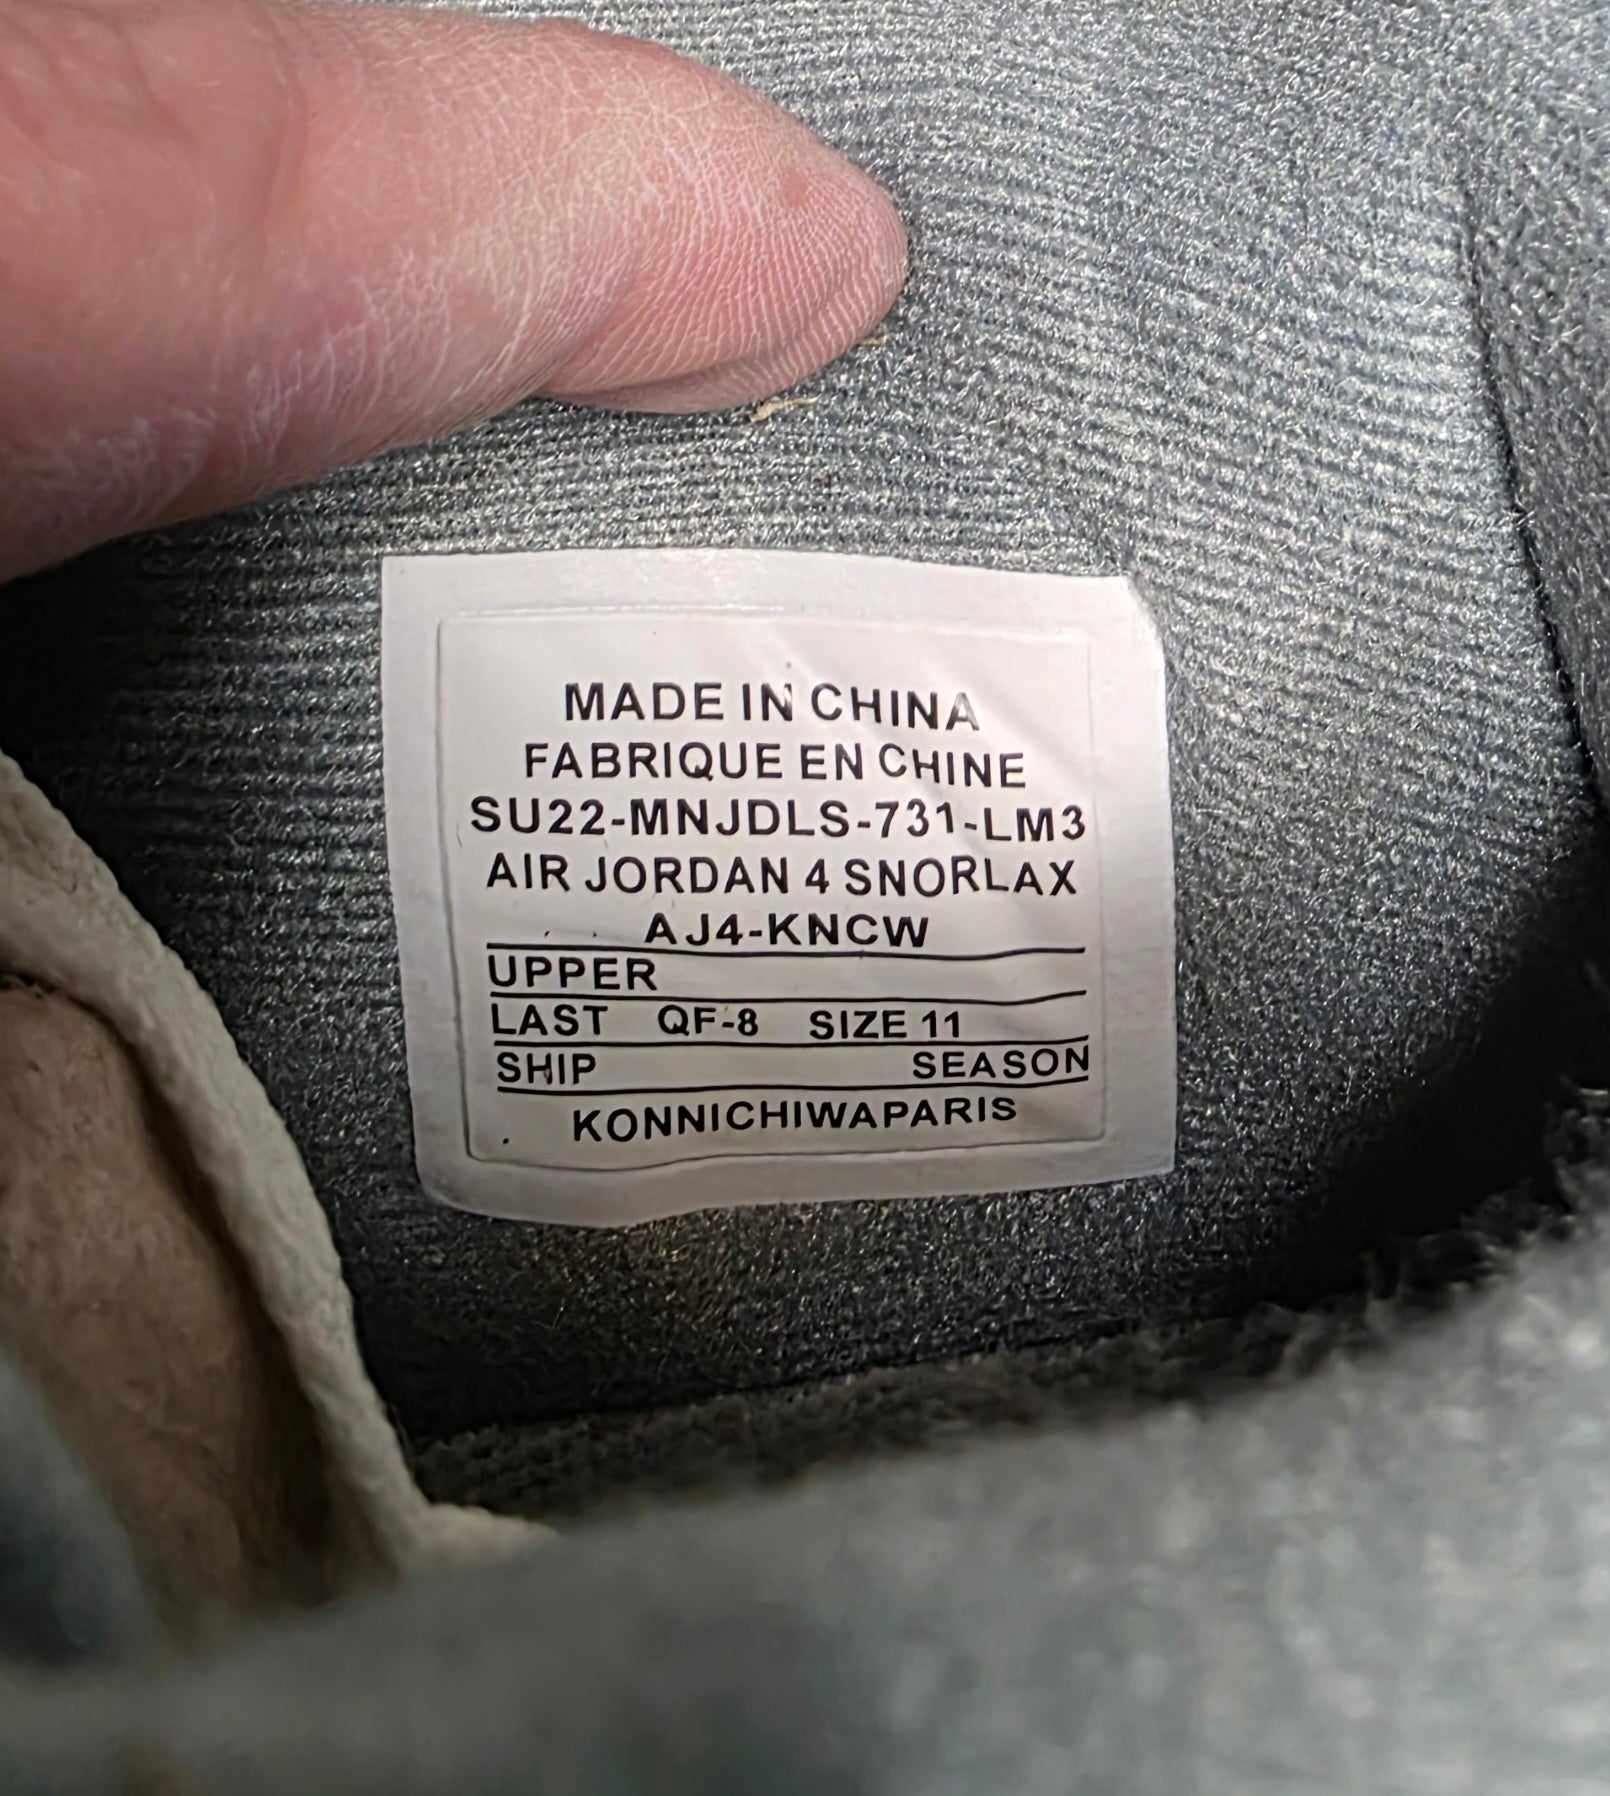 MADE IN CHINA
FABRIQUE EN CHINE
SU22-MNJDLS-731-LM3
AIR JORDAN 4 SNORLAX
AJ4-KNCW
UPPER
LAST QF-8 SIZE 11
SHIP SEASON
KONNICHIWAPARIS